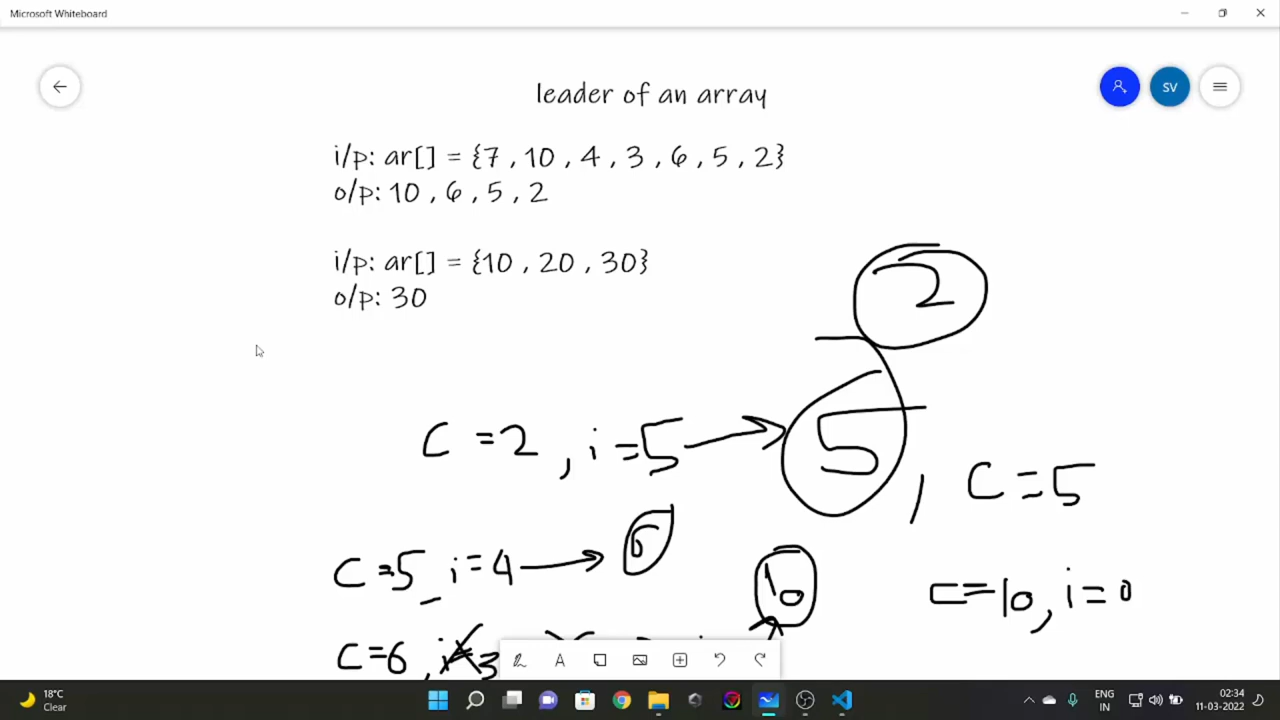 Microsoft Whiteboard
SV
leader of an array
i/p: ar[] = {7 , 10 , 4 , 3 , 6 , 5 , 2}
o/p: 10 , 6 , 5 , 2
i/p: ar[] = {10 , 20 , 30}
o/p: 30
2
C = 2 , i = 5 → 5 , C = 5
C = 5 , i = 4 → 6
10
C = 10 , i = 0
C = 6 , i = 3
18°C
Clear
ENG
IN
02:34
11-03-2022